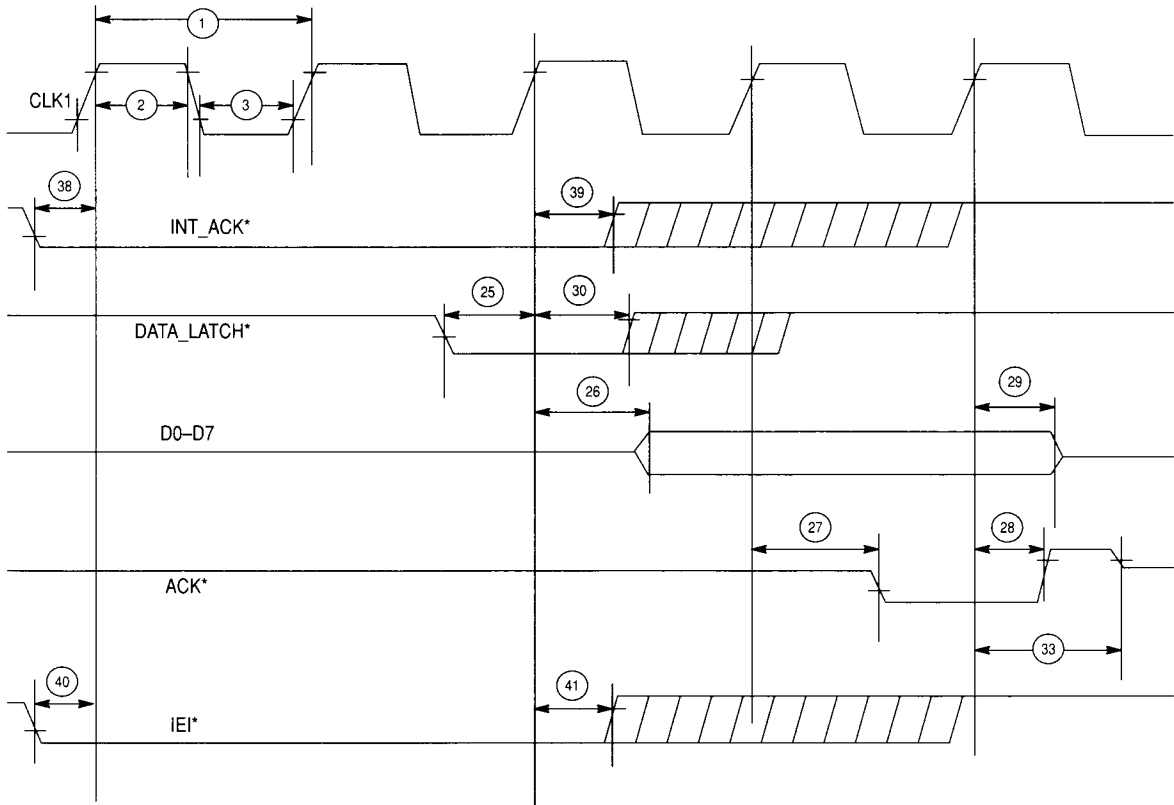 1
CLK1
2
3
38
39
INT_ACK*
25
30
DATA_LATCH*
26
29
D0–D7
27
28
ACK*
33
40
41
IEI*